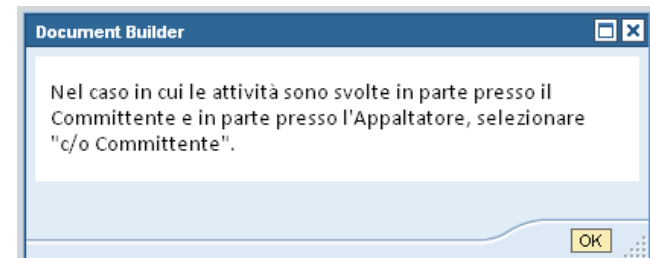 Document Builder
Nel caso in cui le attività sono svolte in parte presso il
Committente e in parte presso l'Appaltatore, selezionare
"c/o Committente".
OK